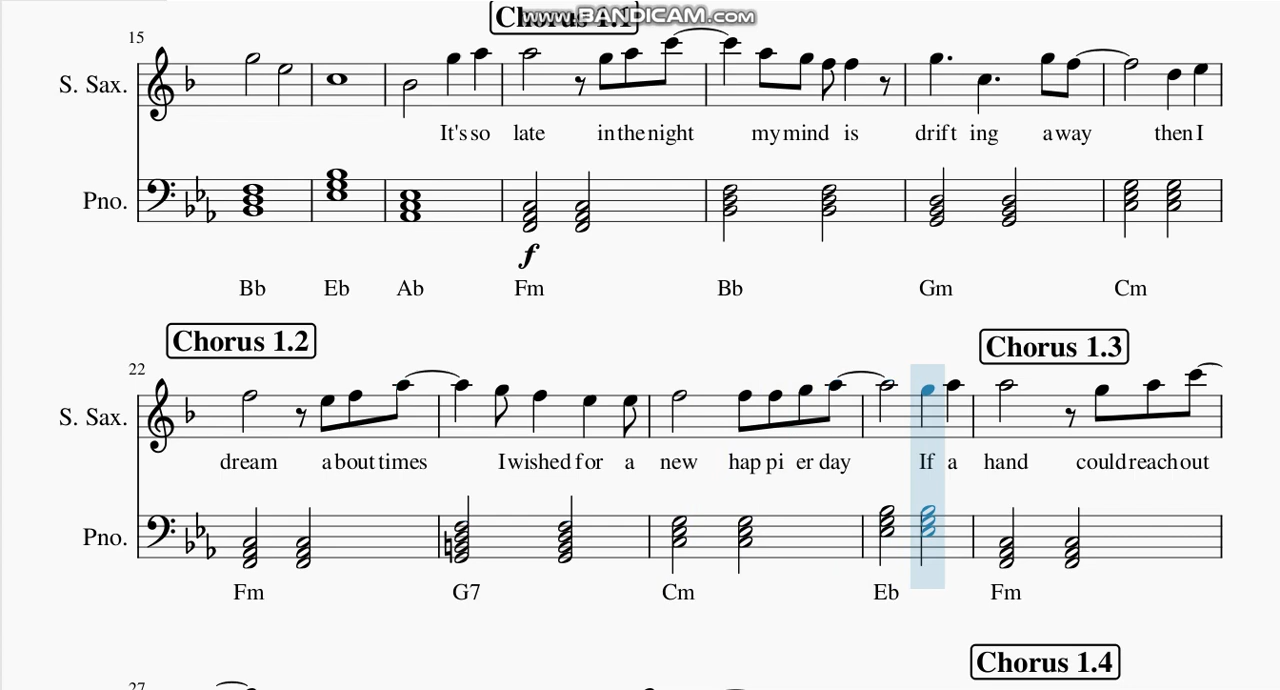 www.BANDICAM.com
Chorus 1.1
15
S. Sax.
It's so late in the night my mind is drift ing a way then I
Pno.
f
Bb Eb Ab Fm Bb Gm Cm
Chorus 1.2
Chorus 1.3
22
S. Sax.
dream a bout times I wished for a new hap pi er day If a hand could reach out
Pno.
Fm G7 Cm Eb Fm
Chorus 1.4
27